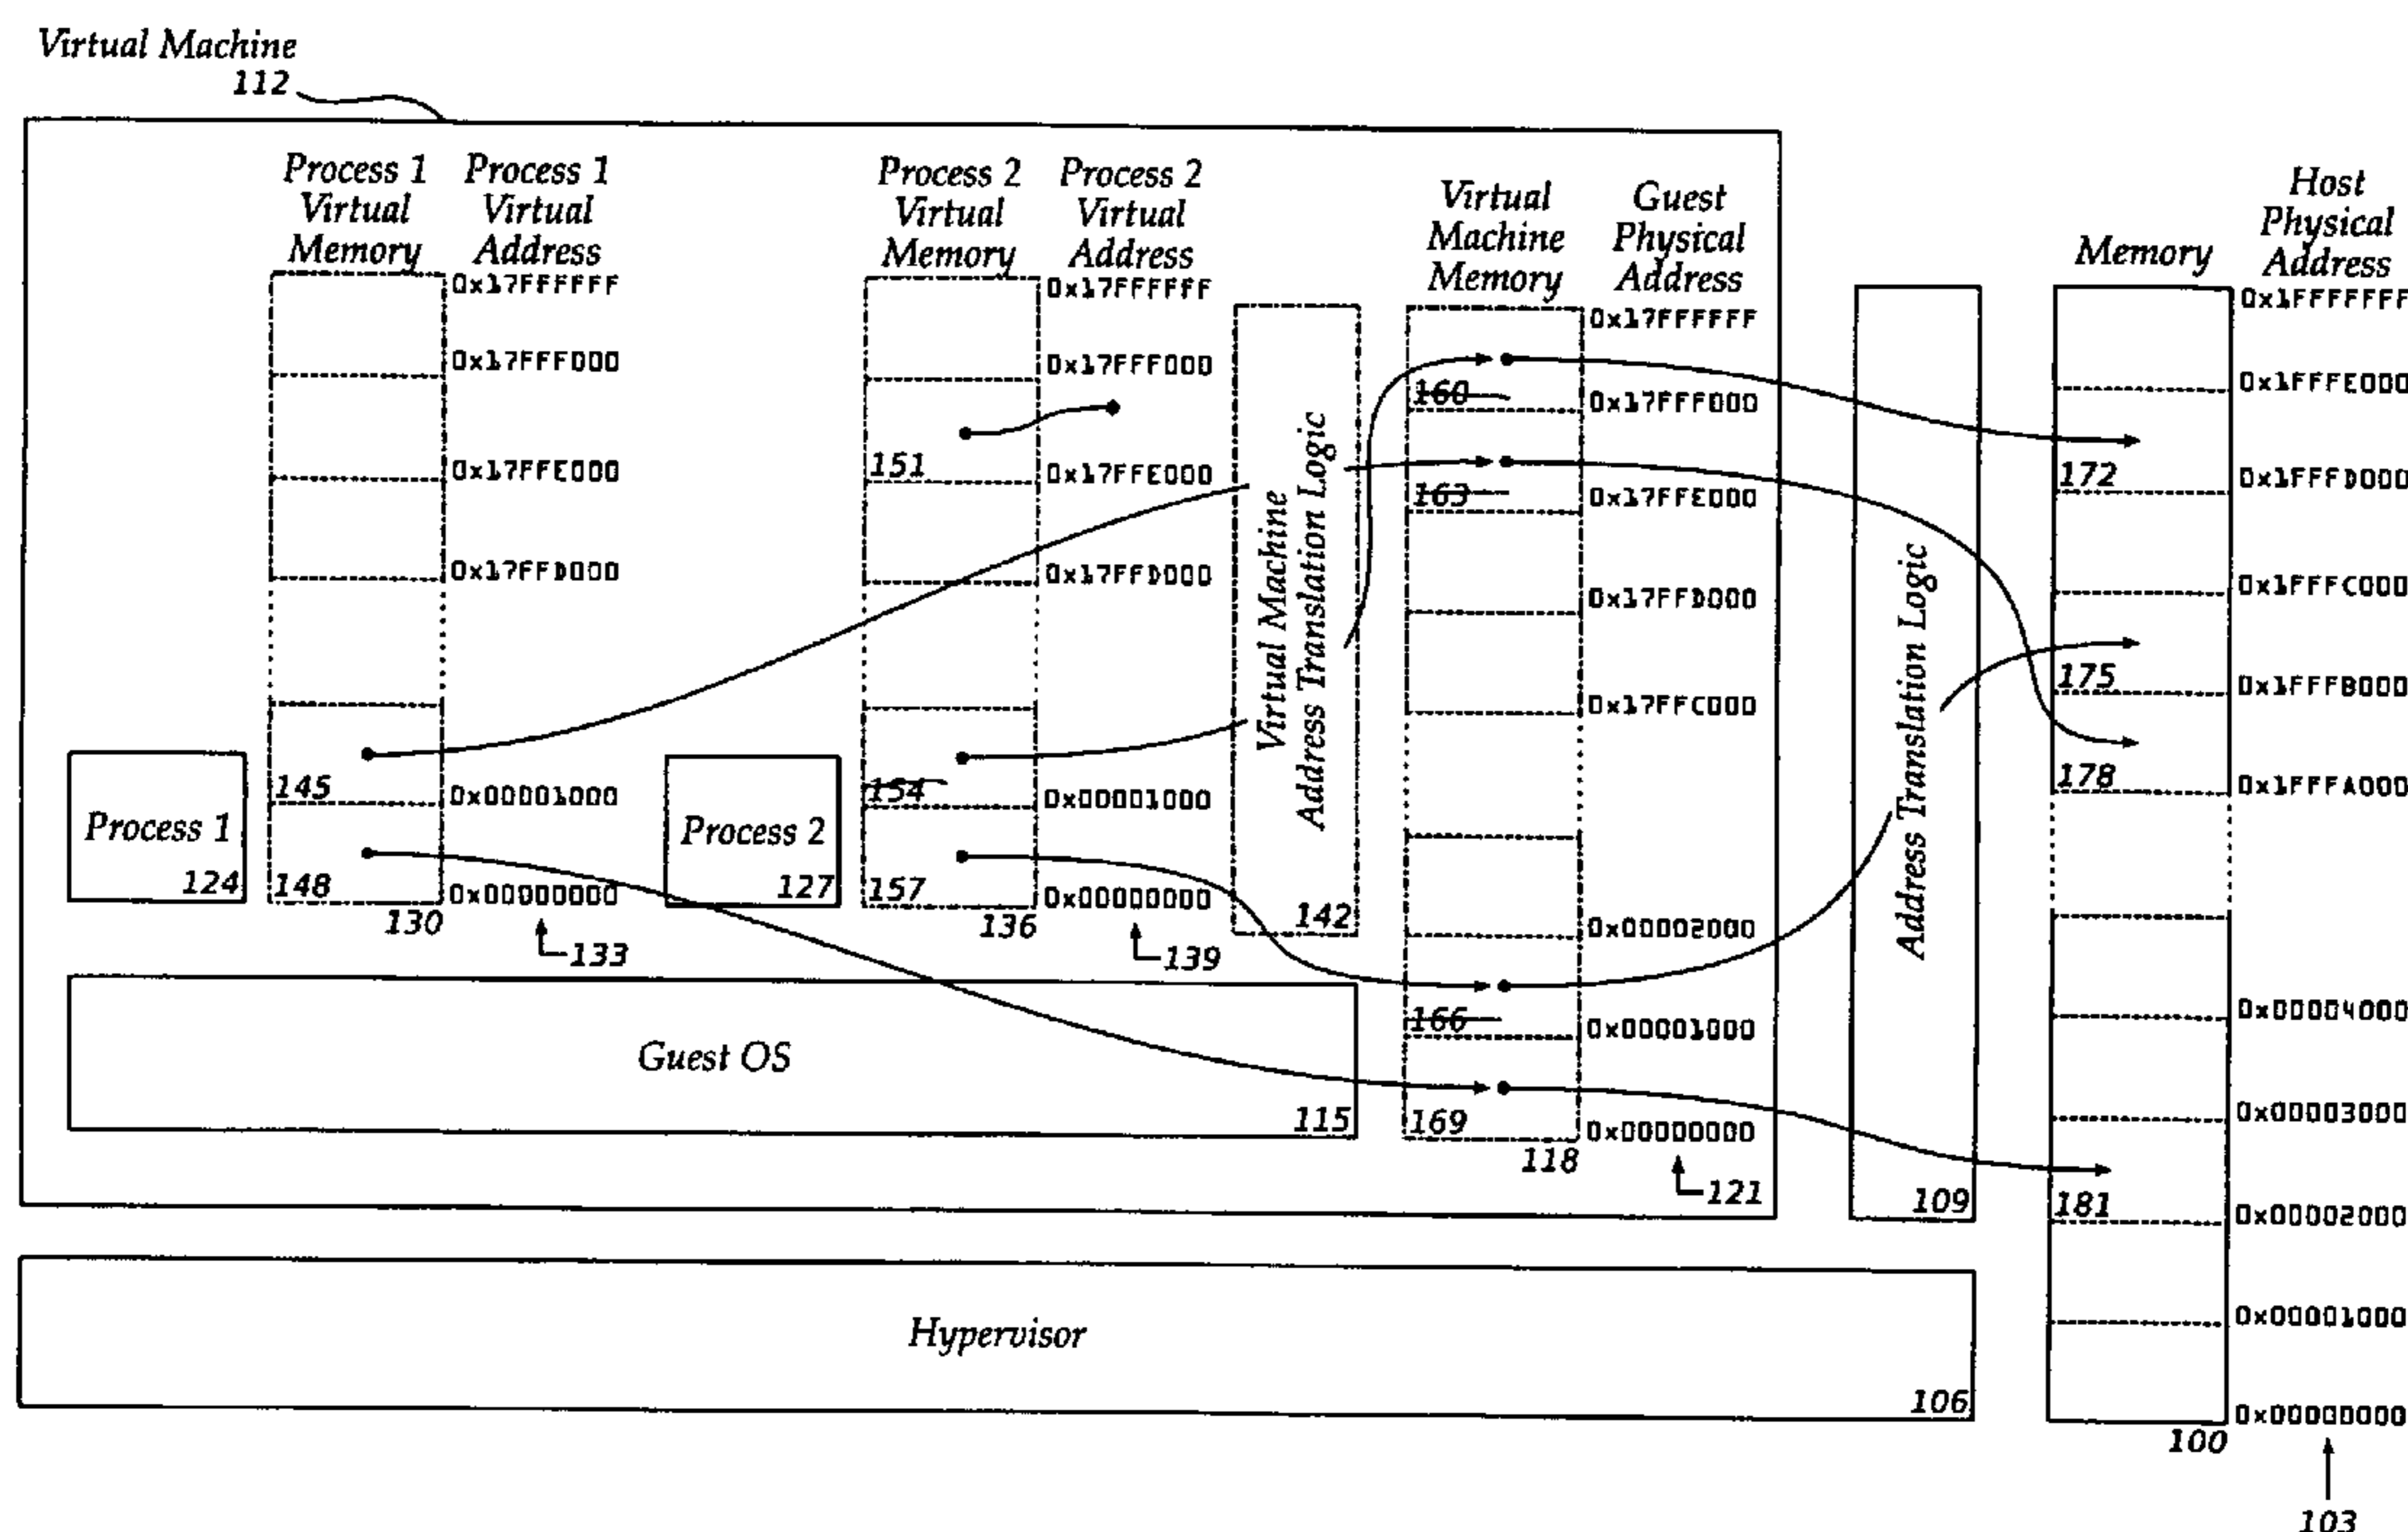 Virtual Machine
112
Process 1
Virtual
Memory
Process 1
Virtual
Address
0x17FFFFFF
0x17FFF000
0x17FFE000
0x17FFD000
0x00001000
0x00000000
145
148
130
133
Process 1
124
Process 2
Virtual
Memory
Process 2
Virtual
Address
0x17FFFFFF
0x17FFF000
0x17FFE000
0x17FFD000
0x00001000
0x00000000
151
154
157
136
139
Process 2
127
Virtual Machine
Address Translation Logic
142
Virtual
Machine
Memory
Guest
Physical
Address
0x17FFFFFF
0x17FFF000
0x17FFE000
0x17FFD000
0x17FFC000
0x00002000
0x00001000
0x00000000
160
163
166
169
118
121
Guest OS
115
Address Translation Logic
109
Memory
Host
Physical
Address
0x1FFFFFFF
0x1FFFE000
0x1FFFD000
0x1FFFC000
0x1FFFB000
0x1FFFA000
0x00004000
0x00003000
0x00002000
0x00001000
0x00000000
172
175
178
181
100
103
Hypervisor
106